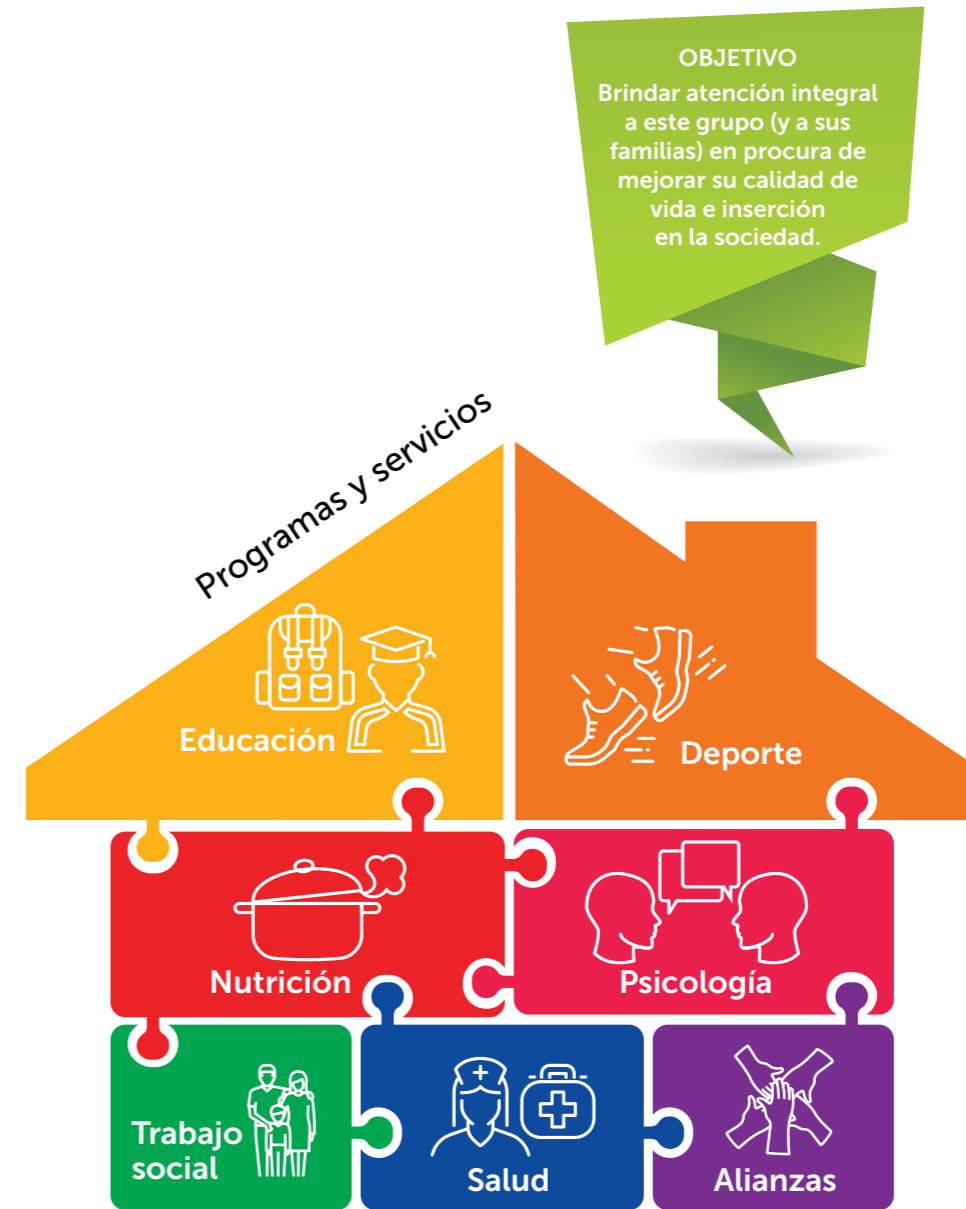 OBJETIVO
Brindar atención integral
a este grupo (y a sus
familias) en procura de
mejorar su calidad de
vida e inserción
en la sociedad.
Programas y servicios
Educación
Deporte
Nutrición
Psicología
Trabajo
social
Salud
Alianzas